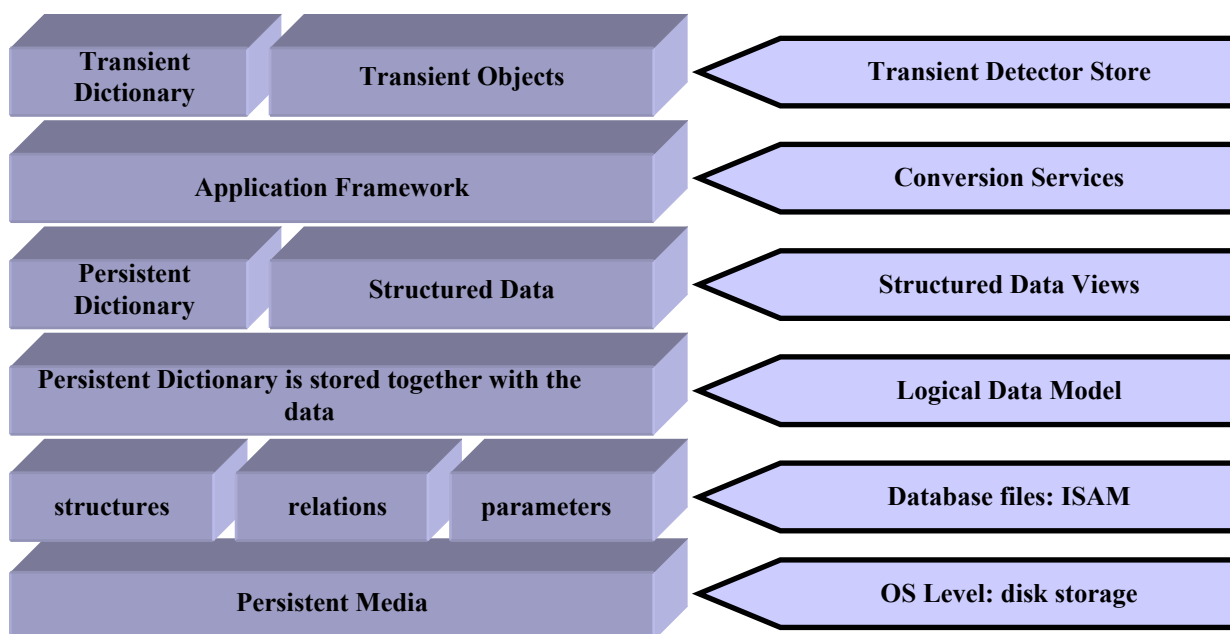 Transient
Dictionary
Transient Objects
Transient Detector Store
Application Framework
Conversion Services
Persistent
Dictionary
Structured Data
Structured Data Views
Persistent Dictionary is stored together with the
data
Logical Data Model
structures
relations
parameters
Database files: ISAM
Persistent Media
OS Level: disk storage